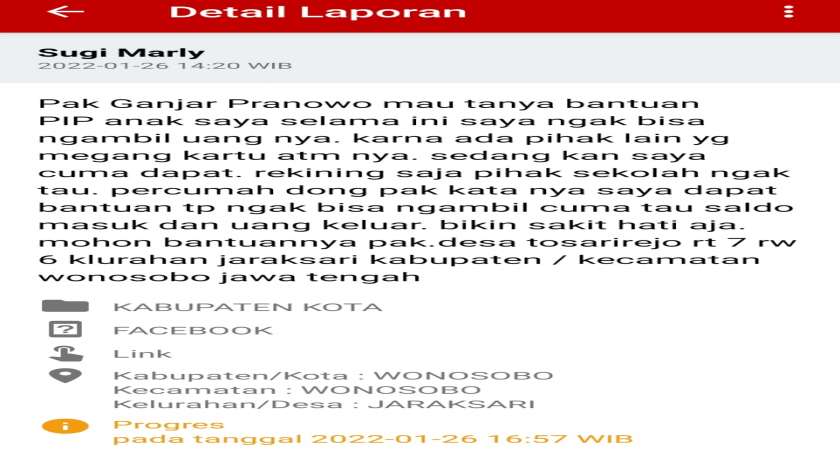 Detail Laporan
Sugi Marly
2022-01-26 14:20 WIB
Pak Ganjar Pranowo mau tanya bantuan
PIP anak saya selama ini saya ngak bisa
ngambil uang nya. karna ada pihak lain yg
megang kartu atm nya. sedang kan saya
cuma dapat. rekining saja pihak sekolah ngak
tau. percumah dong pak kata nya saya dapat
bantuan tp ngak bisa ngambil cuma tau saldo
masuk dan uang keluar. bikin sakit hati aja.
mohon bantuannya pak.desa tosarirejo rt 7 rw
6 klurahan jaraksari kabupaten / kecamatan
wonosobo jawa tengah
KABUPATEN KOTA
FACEBOOK
Link
Kabupaten/Kota : WONOSOBO
Kecamatan : WONOSOBO
Kelurahan/Desa : JARAKSARI
Progres
pada tanggal 2022-01-26 16:57 WIB